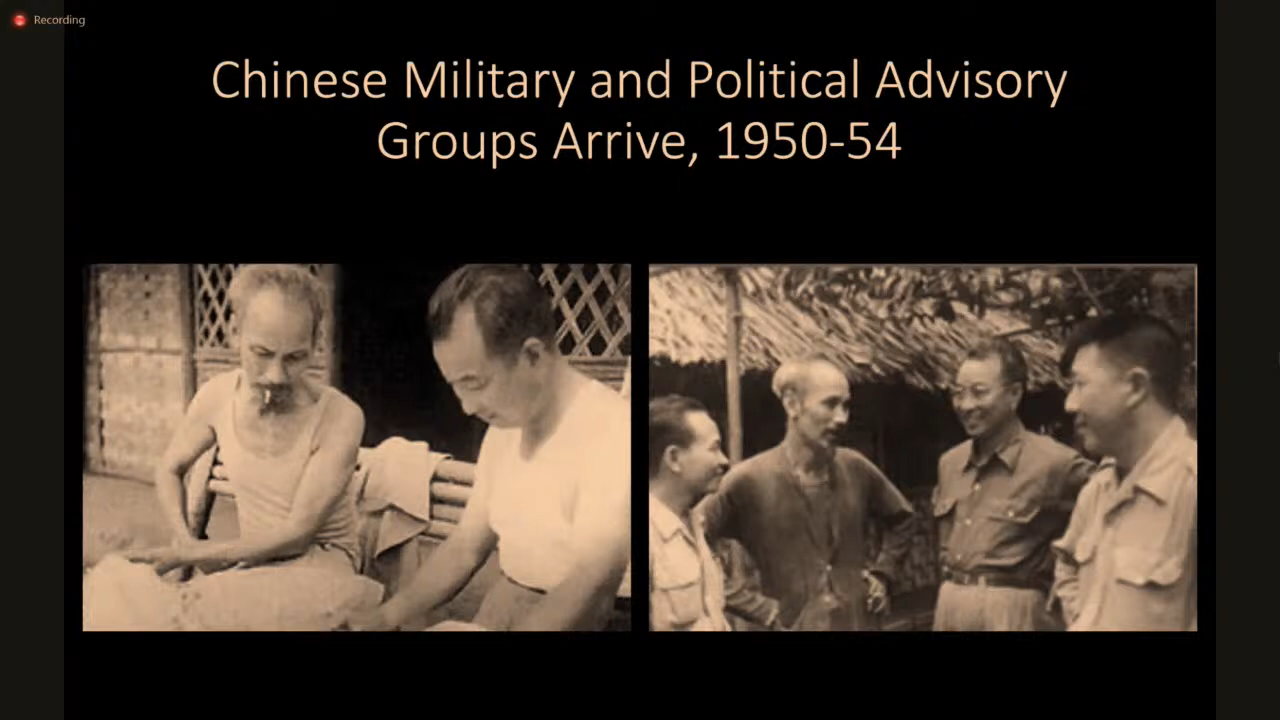 Recording
Chinese Military and Political Advisory
Groups Arrive, 1950-54